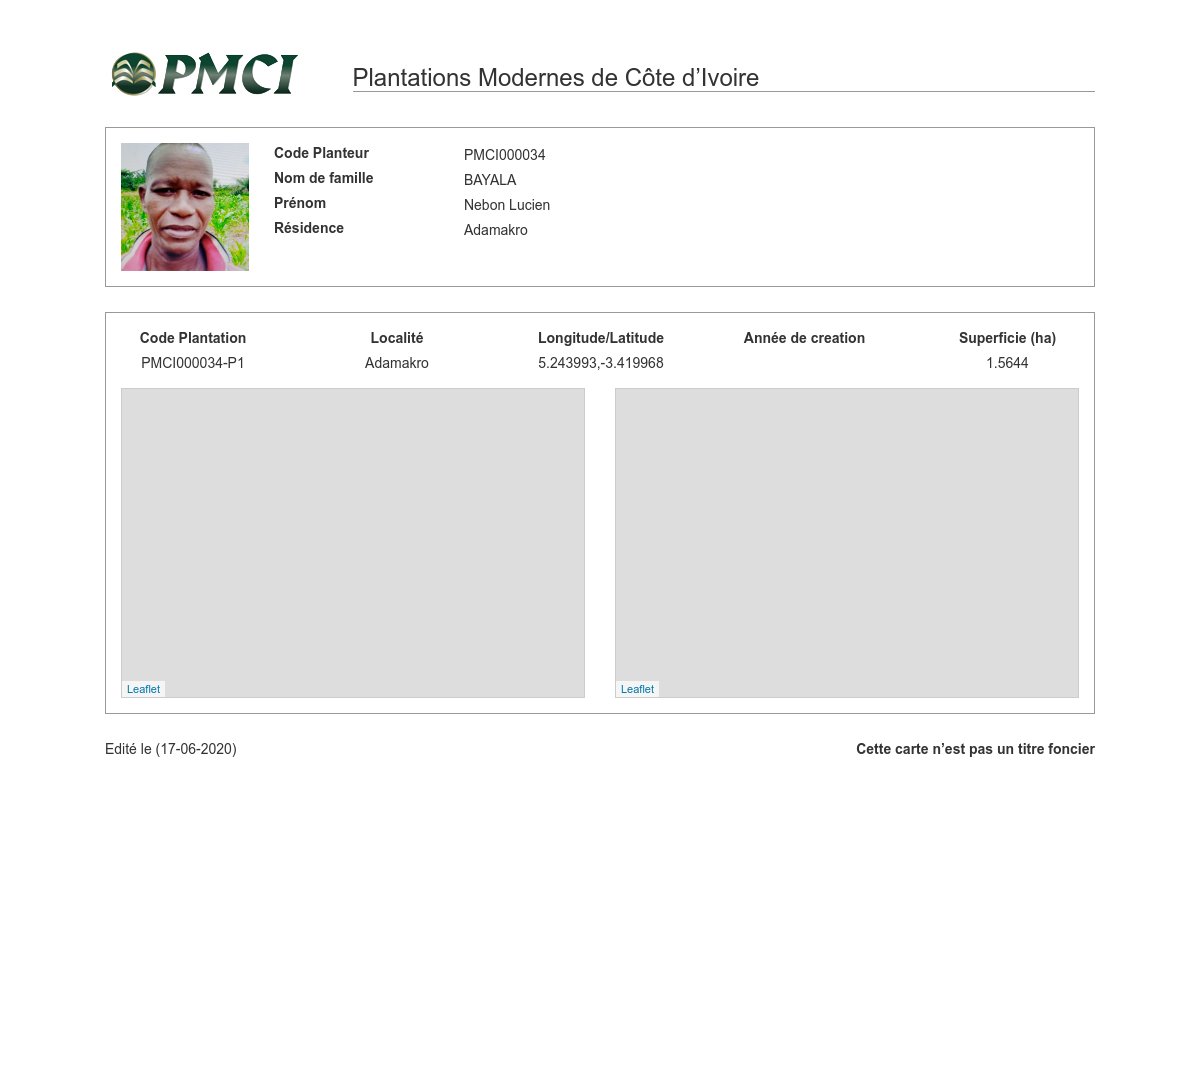 PMCI
Plantations Modernes de Côte d’Ivoire
Code Planteur PMCI000034
Nom de famille BAYALA
Prénom Nebon Lucien
Résidence Adamakro
Code Plantation Localité Longitude/Latitude Année de creation Superficie (ha)
PMCI000034-P1 Adamakro 5.243993,-3.419968 1.5644
Leaflet Leaflet
Edité le (17-06-2020) Cette carte n’est pas un titre foncier